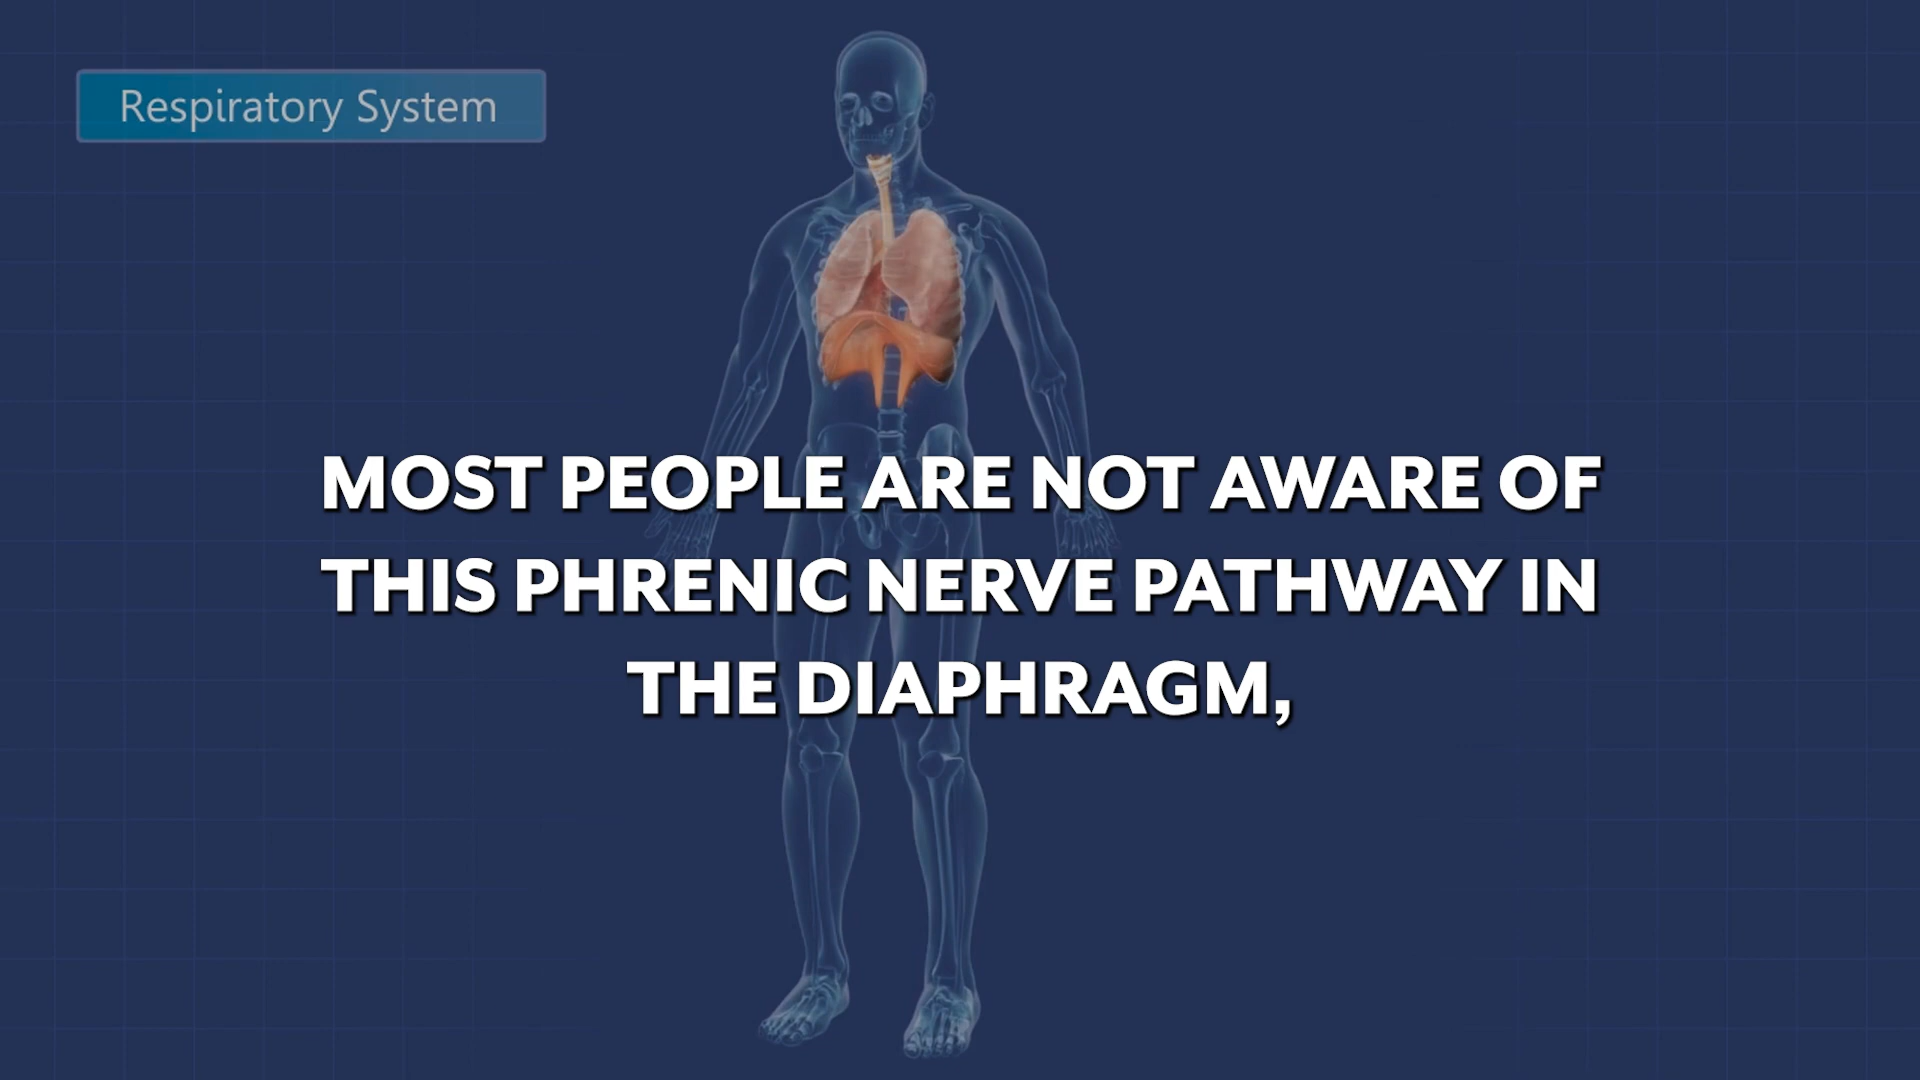 Respiratory System
MOST PEOPLE ARE NOT AWARE OF
THIS PHRENIC NERVE PATHWAY IN
THE DIAPHRAGM,